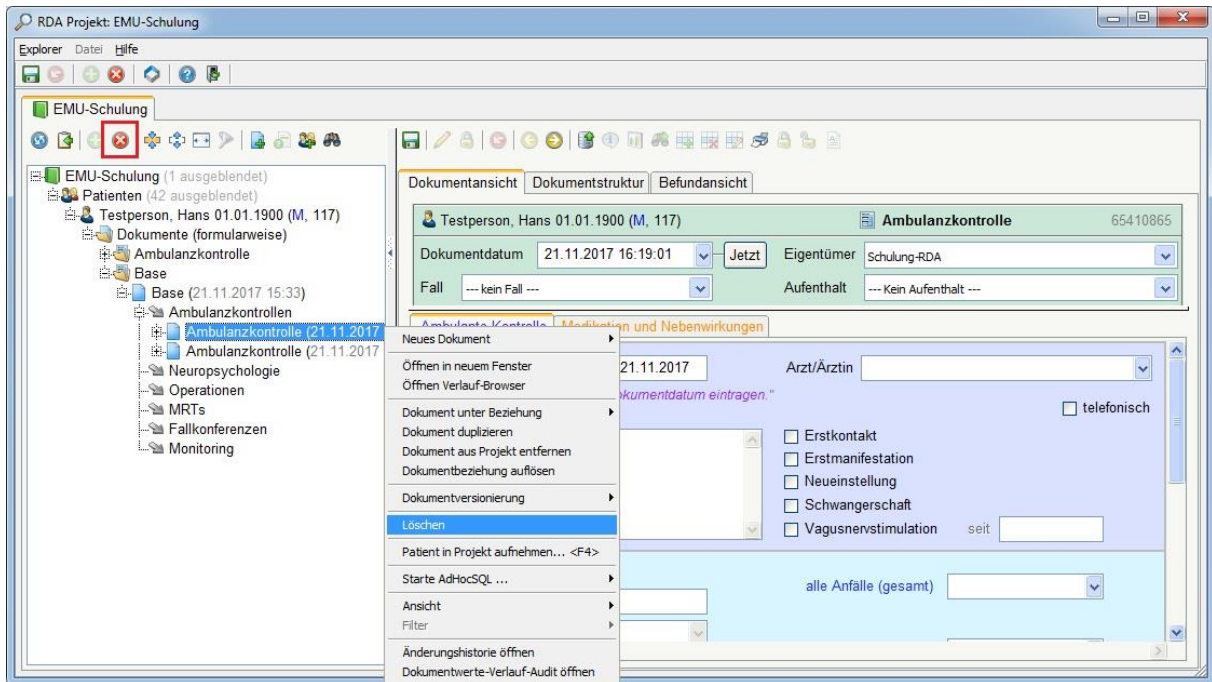 RDA Projekt: EMU-Schulung
Explorer Datei Hilfe
EMU-Schulung
EMU-Schulung (1 ausgeblendet)
Patienten (42 ausgeblendet)
Testperson, Hans 01.01.1900 (M, 117)
Dokumente (formularweise)
Ambulanzkontrolle
Base
Base (21.11.2017 15:33)
Ambulanzkontrollen
Ambulanzkontrolle (21.11.2017
Ambulanzkontrolle (21.11.2017
Neuropsychologie
Operationen
MRTs
Fallkonferenzen
Monitoring
Neues Dokument
Öffnen in neuem Fenster
Öffnen Verlauf-Browser
Dokument unter Beziehung
Dokument duplizieren
Dokument aus Projekt entfernen
Dokumentbeziehung auflösen
Dokumentversionierung
Löschen
Patient in Projekt aufnehmen... <F4>
Starte AdHocSQL ...
Ansicht
Filter
Änderungshistorie öffnen
Dokumentwerte-Verlauf-Audit öffnen
Dokumentansicht Dokumentstruktur Befundansicht
Testperson, Hans 01.01.1900 (M, 117) Ambulanzkontrolle 65410865
Dokumentdatum 21.11.2017 16:19:01 Jetzt Eigentümer Schulung-RDA
Fall --- kein Fall --- Aufenthalt --- Kein Aufenthalt ---
Ambulante Kontrolle Medikation und Nebenwirkungen
21.11.2017 Arzt/Ärztin
kumentdatum eintragen."
telefonisch
Erstkontakt
Erstmanifestation
Neueinstellung
Schwangerschaft
Vagusnervstimulation seit
alle Anfälle (gesamt)